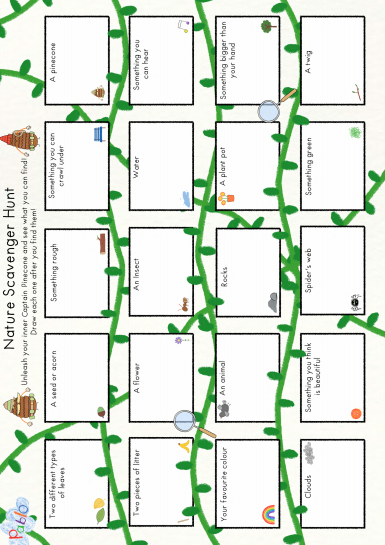 Pablo
Nature Scavenger Hunt
Unleash your inner Captain Pinecone and see what you can find!
Draw each one after you find them!
Two different types
of leaves
A seed or acorn
Something rough
Something you can
crawl under
A pinecone
Two pieces of litter
A flower
An insect
Water
Something you
can hear
Your favourite colour
An animal
Rocks
A plant pot
Something bigger than
your hand
Clouds
Something you think
is beautiful
Spider's web
Something green
A twig